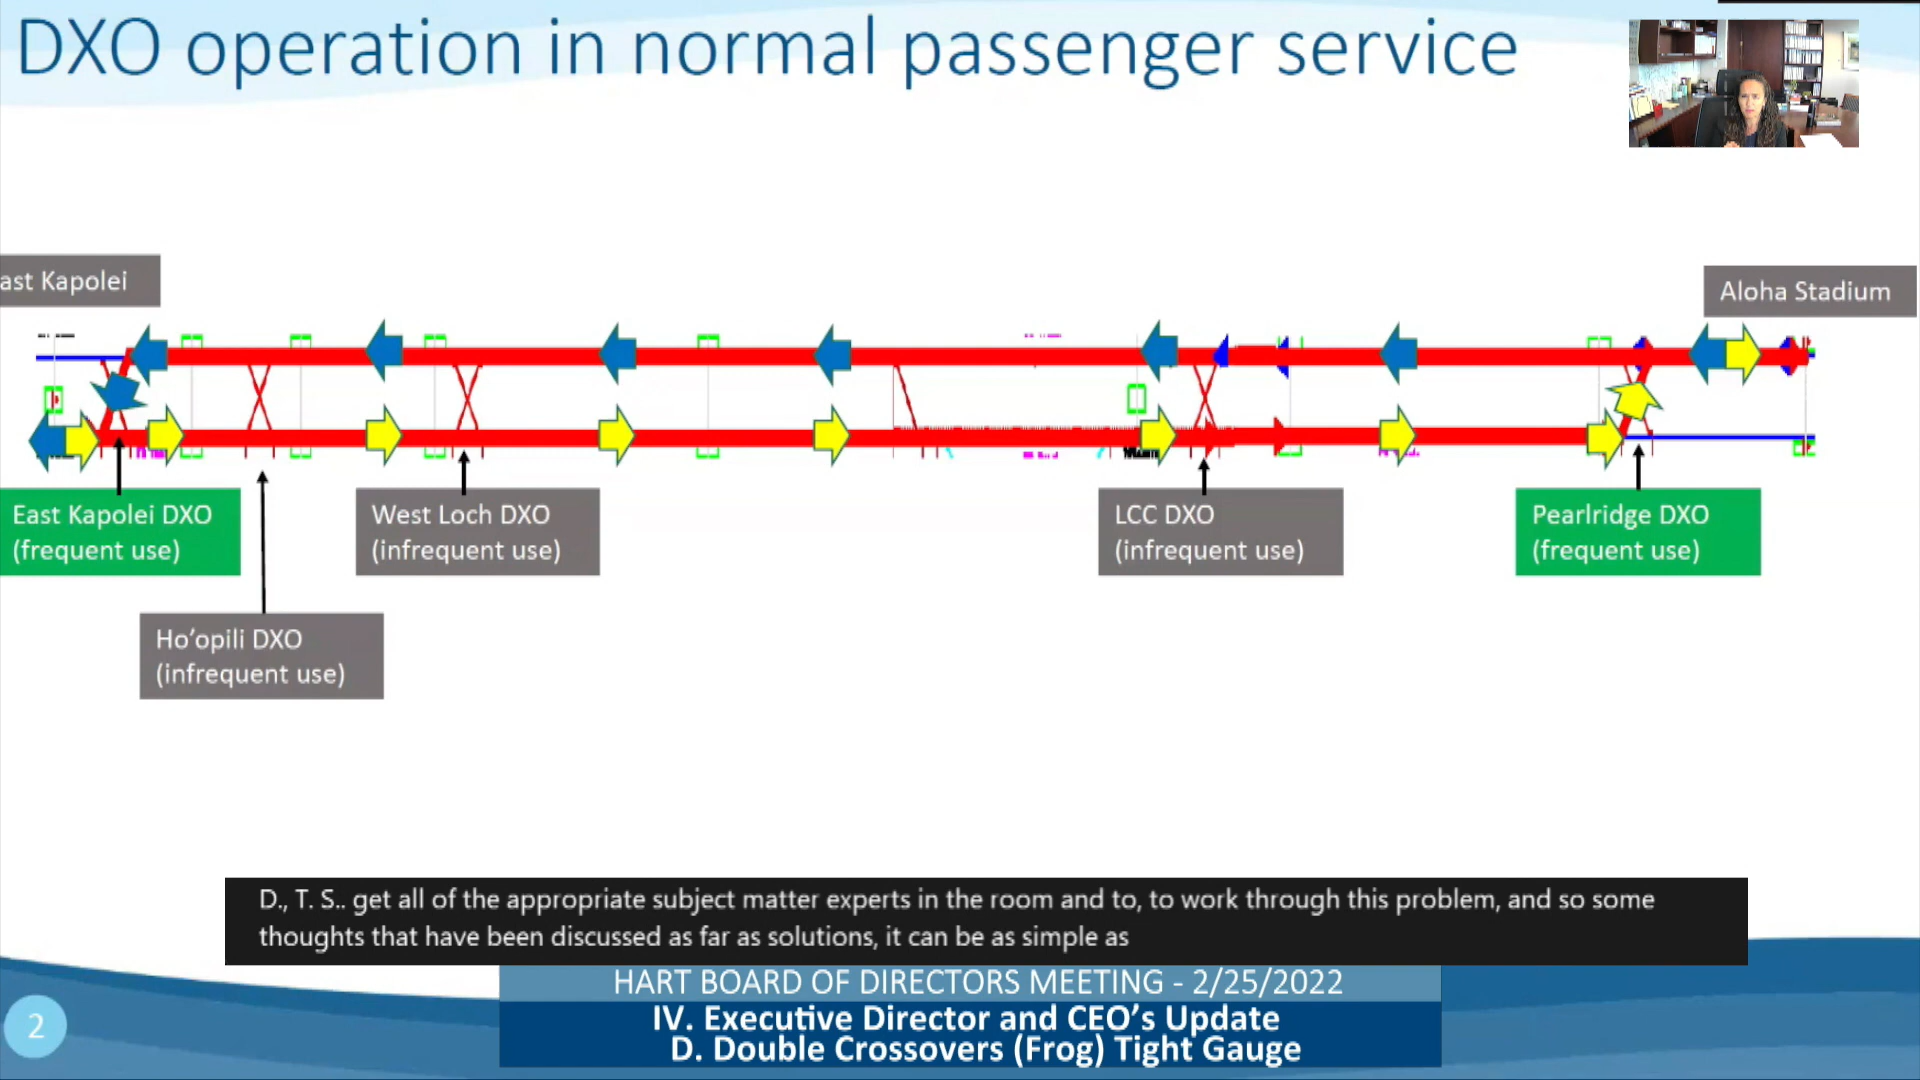 DXO operation in normal passenger service
ast Kapolei
Aloha Stadium
East Kapolei DXO
(frequent use)
West Loch DXO
(infrequent use)
LCC DXO
(infrequent use)
Pearlridge DXO
(frequent use)
Ho’opili DXO
(infrequent use)
D., T. S.. get all of the appropriate subject matter experts in the room and to, to work through this problem, and so some
thoughts that have been discussed as far as solutions, it can be as simple as
HART BOARD OF DIRECTORS MEETING - 2/25/2022
IV. Executive Director and CEO’s Update
D. Double Crossovers (Frog) Tight Gauge
2